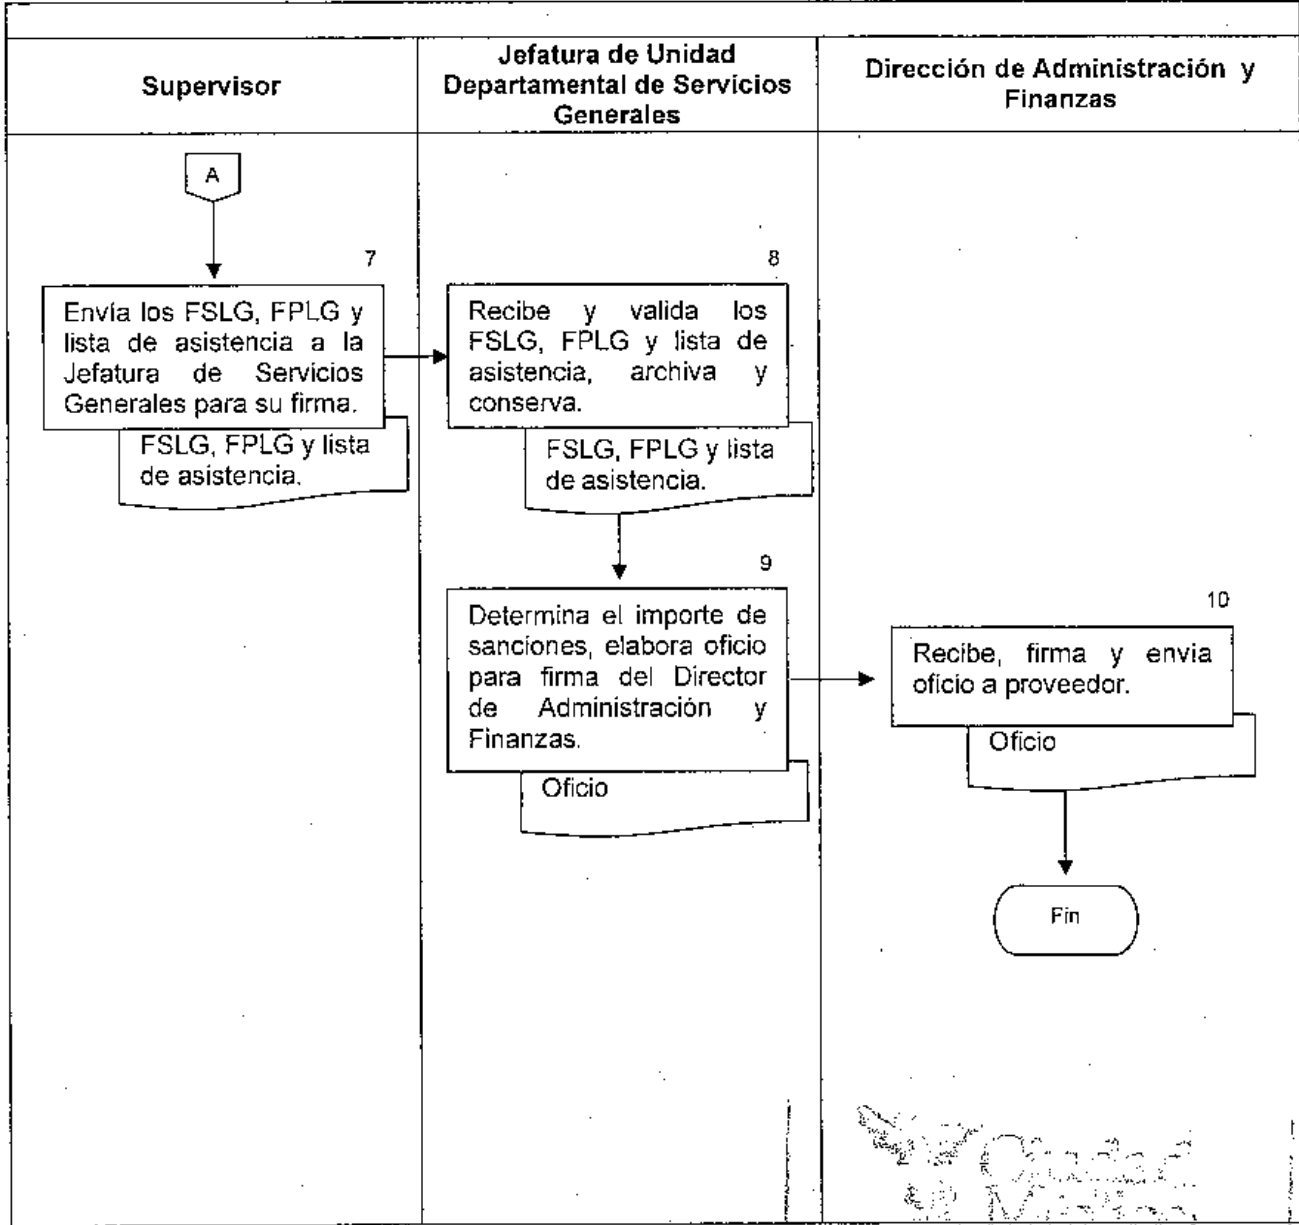 Supervisor
Jefatura de Unidad
Departamental de Servicios
Generales
Dirección de Administración y
Finanzas
A
7
Envía los FSLG, FPLG y
lista de asistencia a la
Jefatura de Servicios
Generales para su firma.
FSLG, FPLG y lista
de asistencia.
8
Recibe y valida los
FSLG, FPLG y lista de
asistencia, archiva y
conserva.
FSLG, FPLG y lista
de asistencia.
9
Determina el importe de
sanciones, elabora oficio
para firma del Director
de Administración y
Finanzas.
Oficio
10
Recibe, firma y envia
oficio a proveedor.
Oficio
Fin
Ciudad